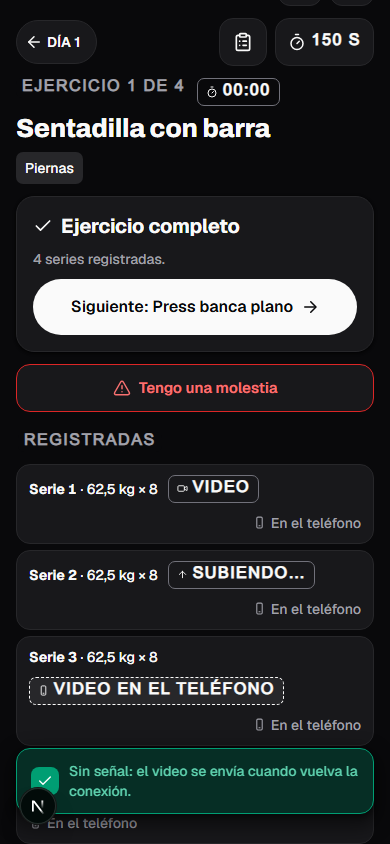 DÍA 1
150 S
EJERCICIO 1 DE 4
00:00
Sentadilla con barra
Piernas
Ejercicio completo
4 series registradas.
Siguiente: Press banca plano
Tengo una molestia
REGISTRADAS
Serie 1 · 62,5 kg × 8
VIDEO
En el teléfono
Serie 2 · 62,5 kg × 8
SUBIENDO...
En el teléfono
Serie 3 · 62,5 kg × 8
VIDEO EN EL TELÉFONO
En el teléfono
Sin señal: el video se envía cuando vuelva la
conexión.
N
En el teléfono